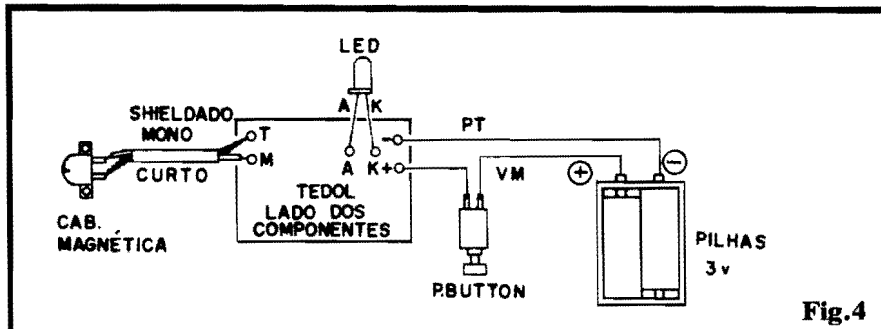 LED
A K
SHIELDADO
MONO
T
M
CURTO
CAB.
MAGNÉTICA
A K
-
+
TEDOL
LADO DOS
COMPONENTES
PT
VM
+
-
P.BUTTON
PILHAS
3v
Fig.4